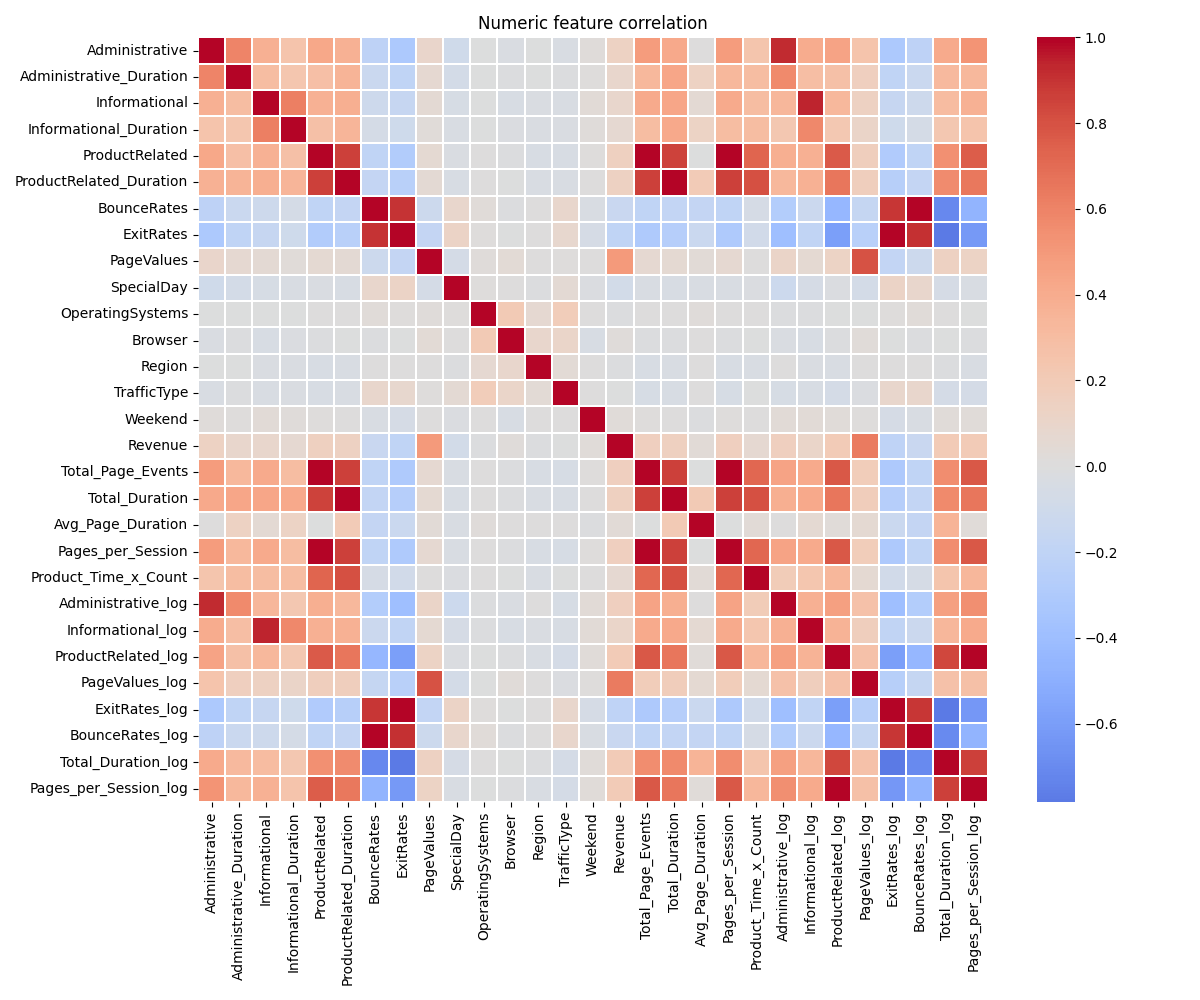 Numeric feature correlation
Administrative
Administrative_Duration
Informational
Informational_Duration
ProductRelated
ProductRelated_Duration
BounceRates
ExitRates
PageValues
SpecialDay
OperatingSystems
Browser
Region
TrafficType
Weekend
Revenue
Total_Page_Events
Total_Duration
Avg_Page_Duration
Pages_per_Session
Product_Time_x_Count
Administrative_log
Informational_log
ProductRelated_log
PageValues_log
ExitRates_log
BounceRates_log
Total_Duration_log
Pages_per_Session_log
Administrative
Administrative_Duration
Informational
Informational_Duration
ProductRelated
ProductRelated_Duration
BounceRates
ExitRates
PageValues
SpecialDay
OperatingSystems
Browser
Region
TrafficType
Weekend
Revenue
Total_Page_Events
Total_Duration
Avg_Page_Duration
Pages_per_Session
Product_Time_x_Count
Administrative_log
Informational_log
ProductRelated_log
PageValues_log
ExitRates_log
BounceRates_log
Total_Duration_log
Pages_per_Session_log
1.0
0.8
0.6
0.4
0.2
0.0
−0.2
−0.4
−0.6